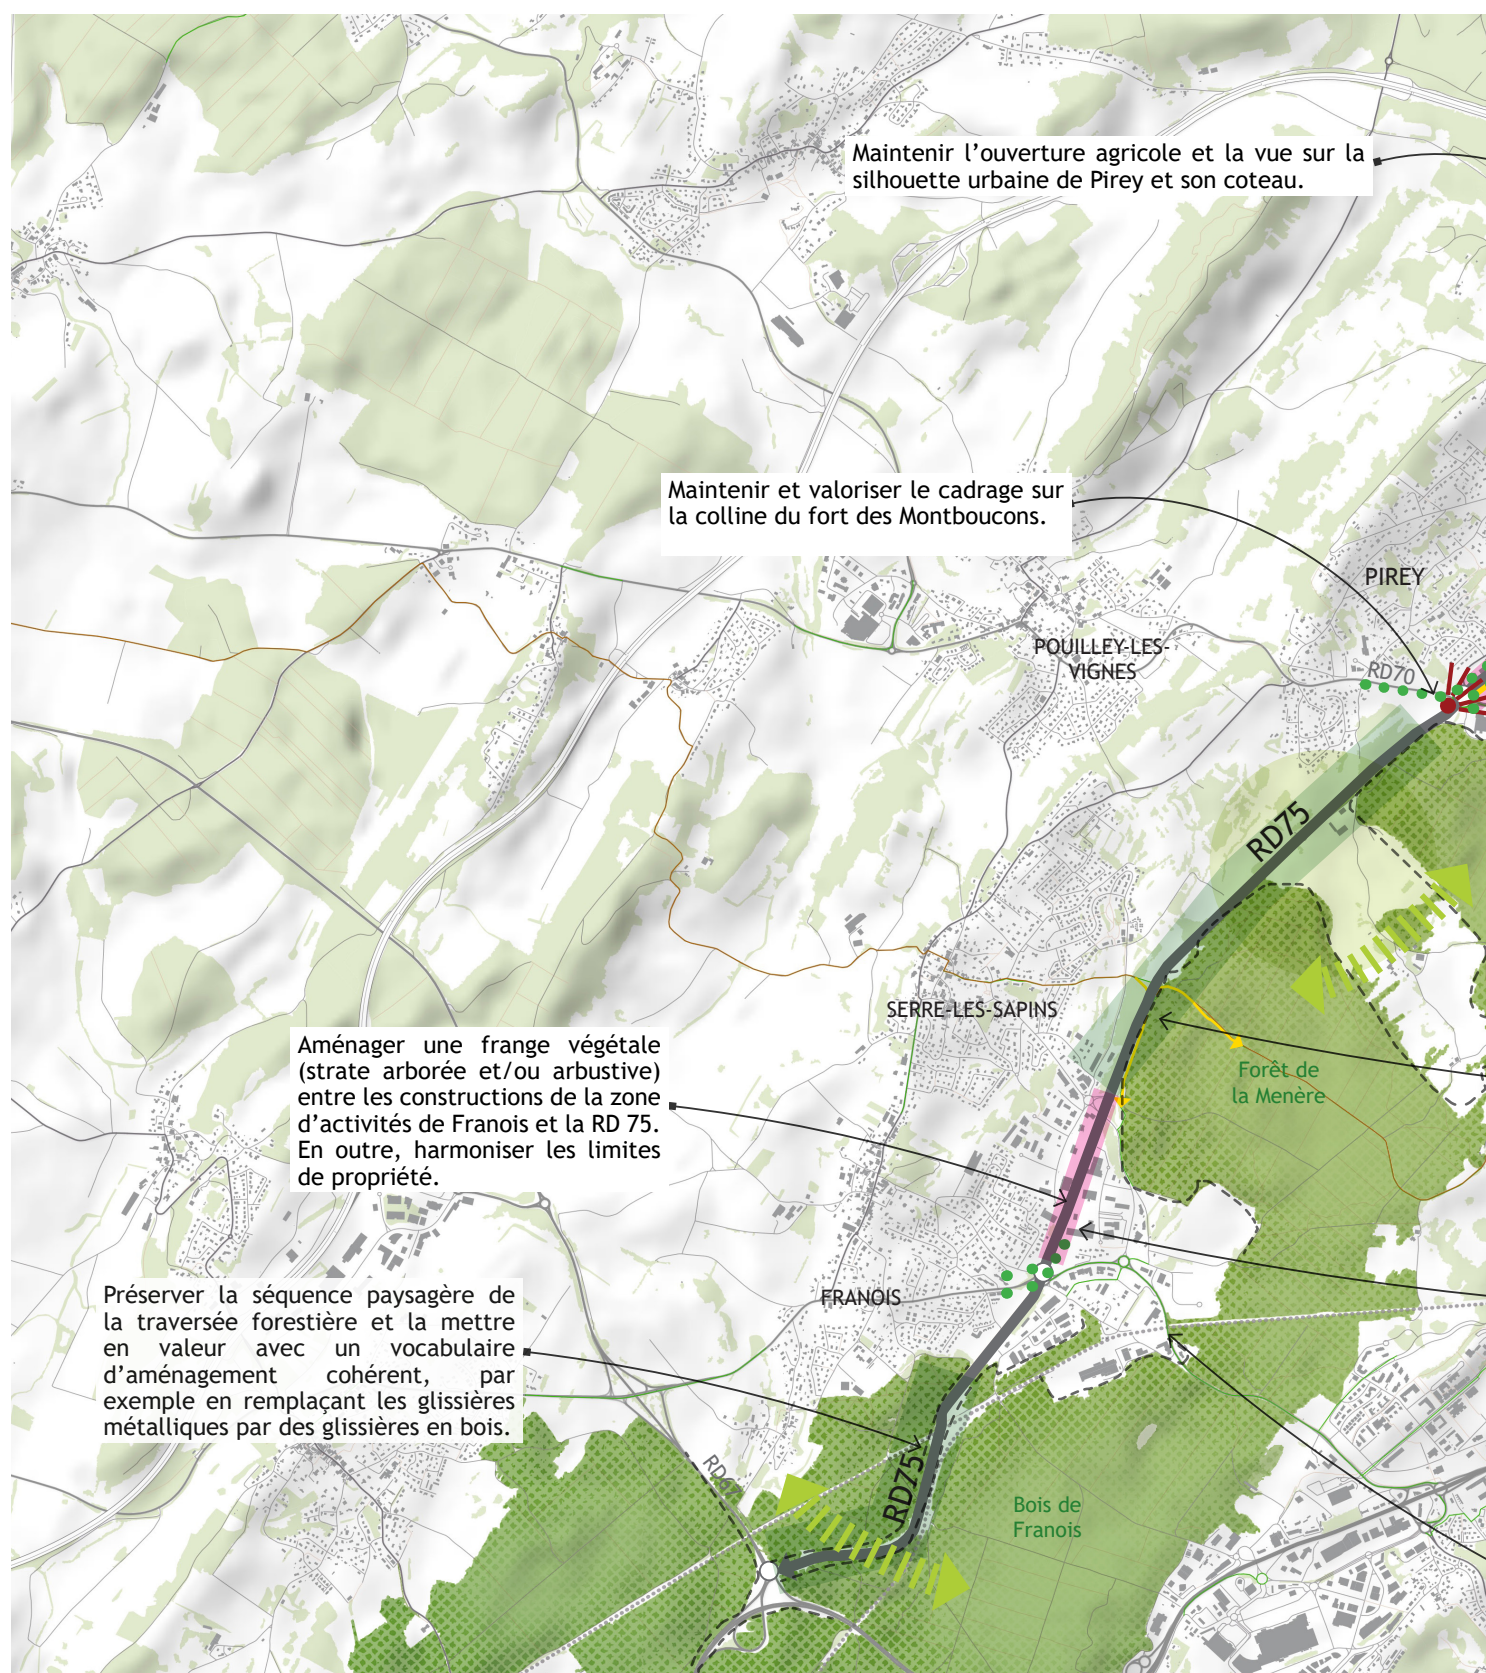 Maintenir l’ouverture agricole et la vue sur la
silhouette urbaine de Pirey et son coteau.
Maintenir et valoriser le cadrage sur
la colline du fort des Montboucons.
PIREY
POUILLEY-LES-
VIGNES
RD70
RD75
SERRE-LES-SAPINS
Aménager une frange végétale
(strate arborée et/ou arbustive)
entre les constructions de la zone
d’activités de Franois et la RD 75.
En outre, harmoniser les limites
de propriété.
Forêt de
la Menère
FRANOIS
Préserver la séquence paysagère de
la traversée forestière et la mettre
en valeur avec un vocabulaire
d’aménagement cohérent, par
exemple en remplaçant les glissières
métalliques par des glissières en bois.
RD75
Bois de
Franois